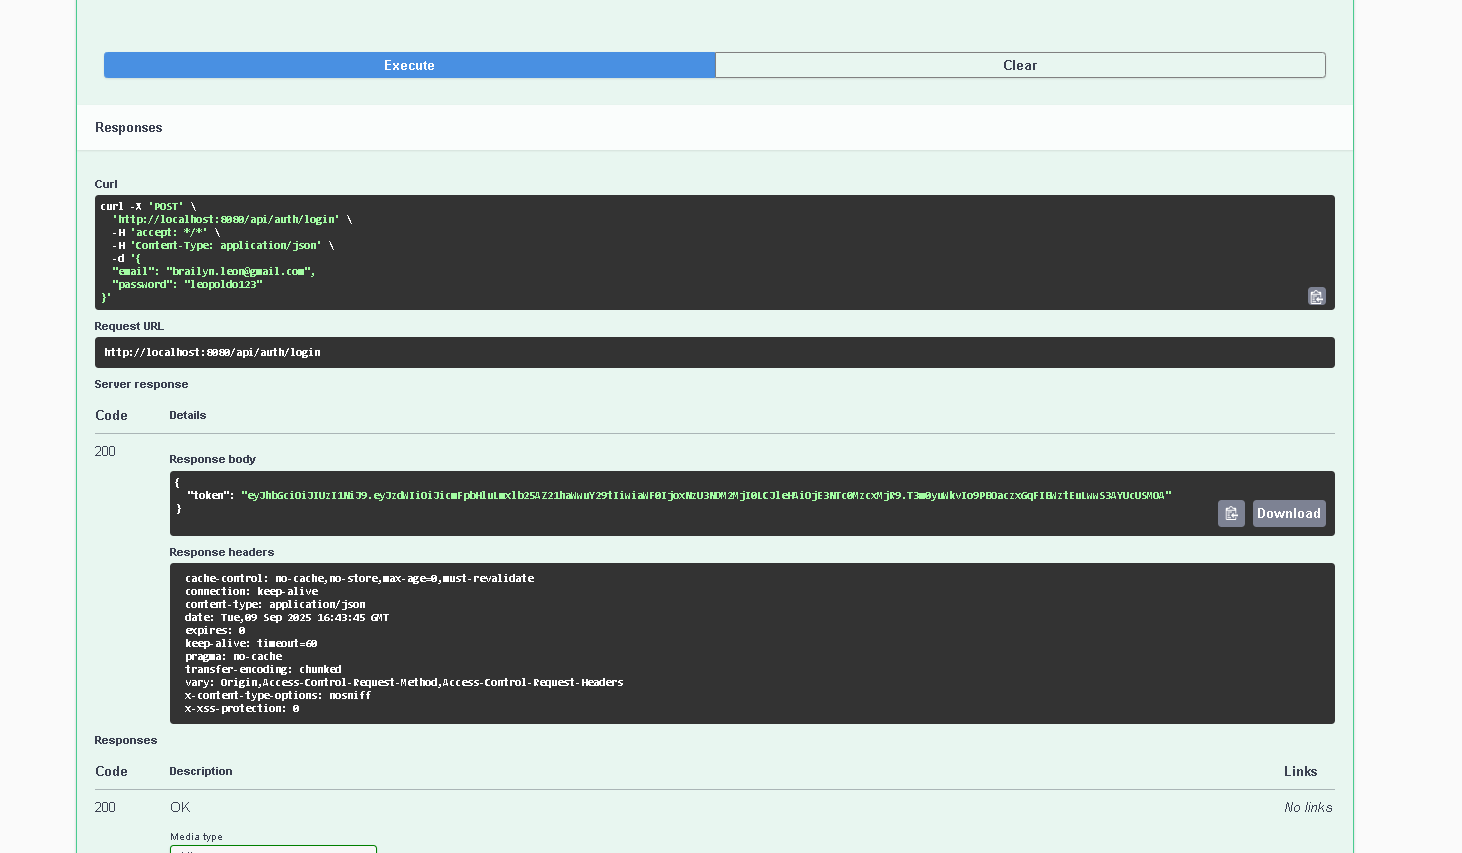 Execute
Clear
Responses
Curl
curl -X 'POST' \
'http://localhost:8080/api/auth/login' \
-H 'accept: */*' \
-H 'Content-Type: application/json' \
-d '{
"email": "brailyn.leon@gmail.com",
"password": "leopoldo123"
}'
Request URL
http://localhost:8080/api/auth/login
Server response
Code Details
200
Response body
{
"token":
}
Download
Response headers
cache-control: no-cache,no-store,max-age=0,must-revalidate
connection: keep-alive
content-type: application/json
date: Tue,09 Sep 2025 16:43:45 GMT
expires: 0
keep-alive: timeout=60
pragma: no-cache
transfer-encoding: chunked
vary: Origin,Access-Control-Request-Method,Access-Control-Request-Headers
x-content-type-options: nosniff
x-xss-protection: 0
Responses
Code Description Links
200 OK No links
Media type